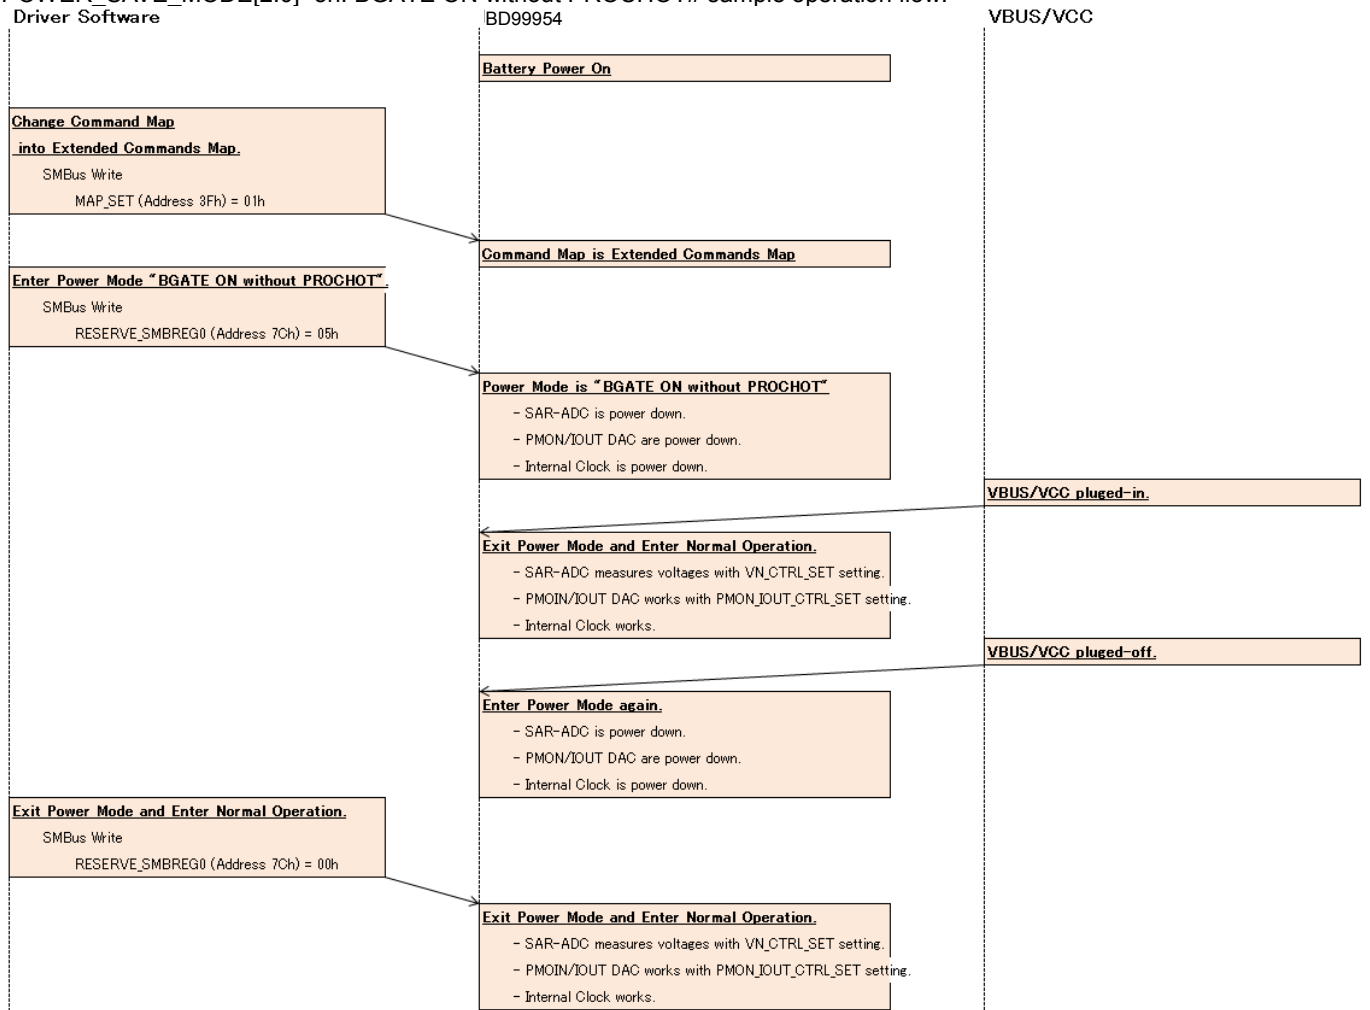 Driver Software
BD99954
VBUS/VCC
Battery Power On
Change Command Map
into Extended Commands Map.
SMBus Write
MAP_SET (Address 3Fh) = 01h
Command Map is Extended Commands Map
Enter Power Mode "BGATE ON without PROCHOT".
SMBus Write
RESERVE_SMBREG0 (Address 7Ch) = 05h
Power Mode is "BGATE ON without PROCHOT"
- SAR-ADC is power down.
- PMON/IOUT DAC are power down.
- Internal Clock is power down.
VBUS/VCC pluged-in.
Exit Power Mode and Enter Normal Operation.
- SAR-ADC measures voltages with VN_CTRL_SET setting.
- PMOIN/IOUT DAC works with PMON_IOUT_CTRL_SET setting.
- Internal Clock works.
VBUS/VCC pluged-off.
Enter Power Mode again.
- SAR-ADC is power down.
- PMON/IOUT DAC are power down.
- Internal Clock is power down.
Exit Power Mode and Enter Normal Operation.
SMBus Write
RESERVE_SMBREG0 (Address 7Ch) = 00h
Exit Power Mode and Enter Normal Operation.
- SAR-ADC measures voltages with VN_CTRL_SET setting.
- PMOIN/IOUT DAC works with PMON_IOUT_CTRL_SET setting.
- Internal Clock works.